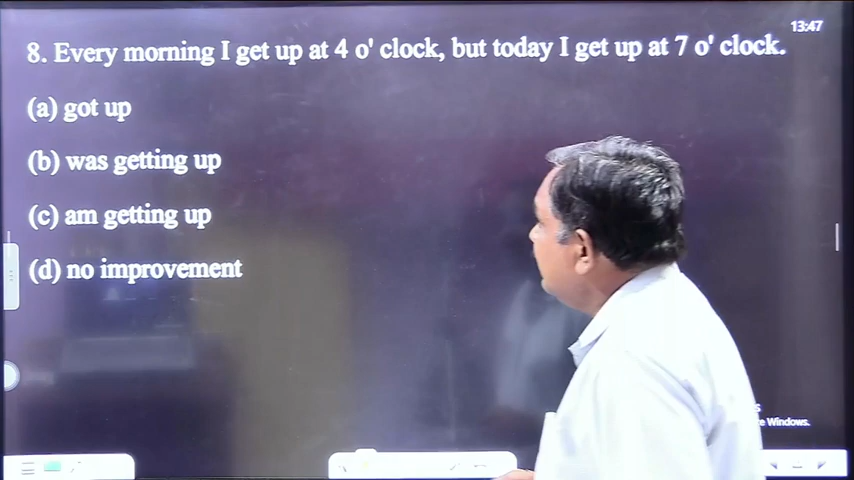 13:47
8. Every morning I get up at 4 o' clock, but today I get up at 7 o' clock.
(a) got up
(b) was getting up
(c) am getting up
(d) no improvement
Windows.